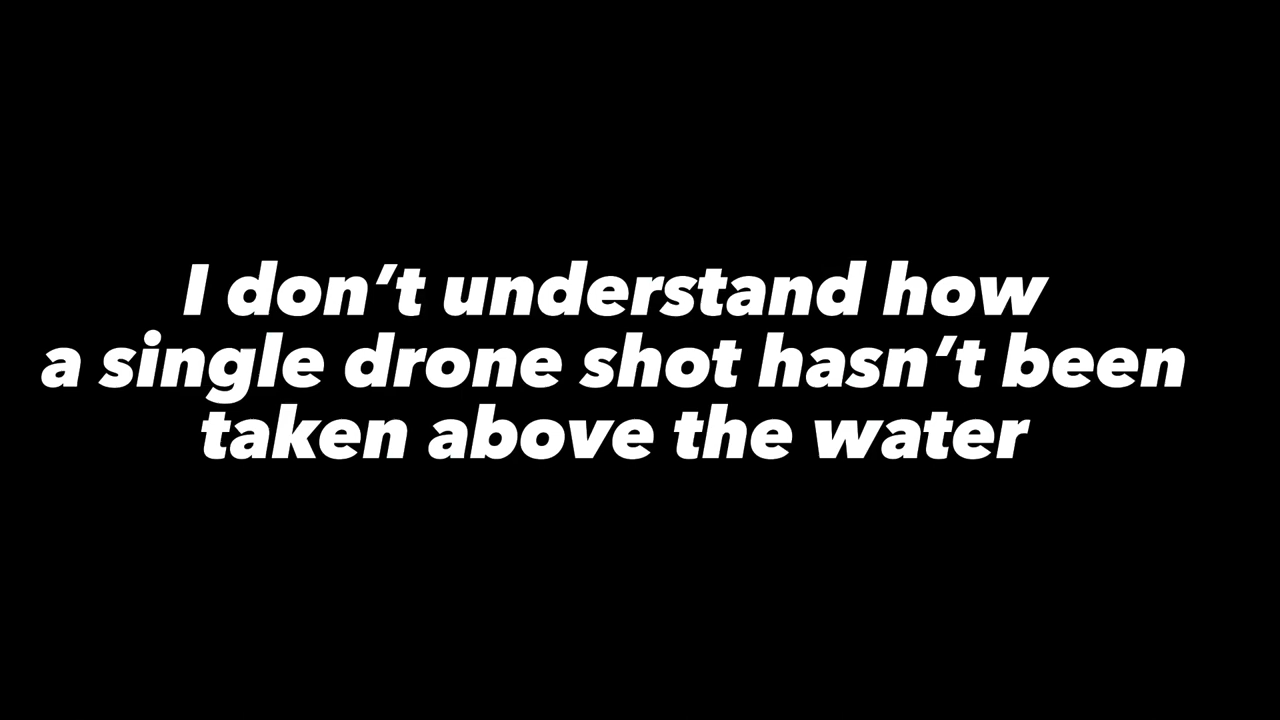 I don’t understand how
a single drone shot hasn’t been
taken above the water